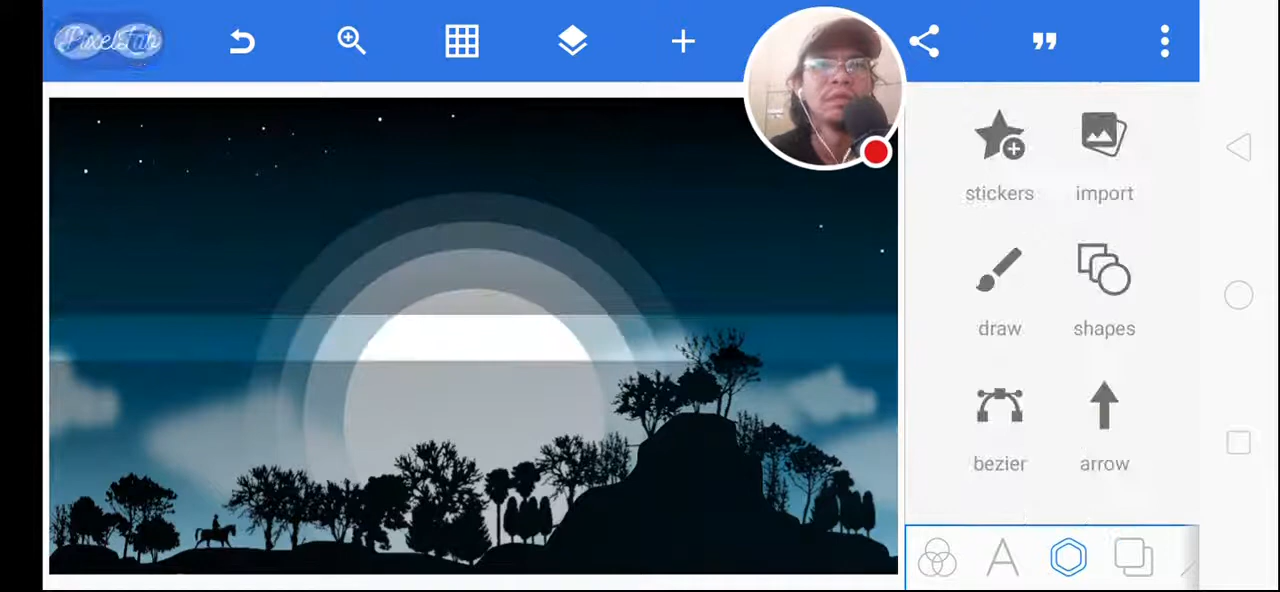 PixelLab
stickers
import
draw
shapes
bezier
arrow